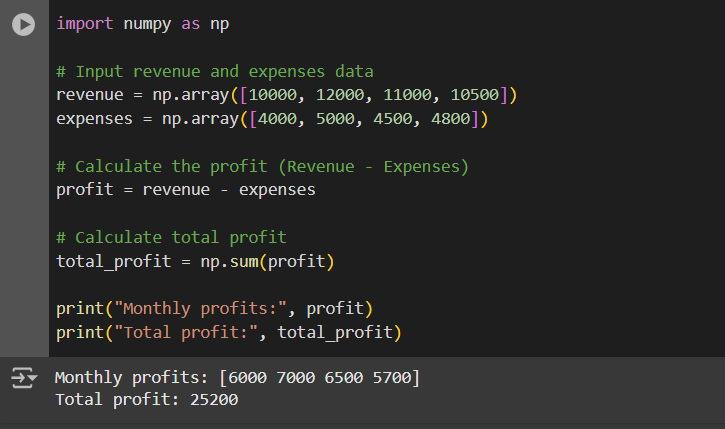 import numpy as np
# Input revenue and expenses data
revenue = np.array([10000, 12000, 11000, 10500])
expenses = np.array([4000, 5000, 4500, 4800])
# Calculate the profit (Revenue - Expenses)
profit = revenue - expenses
# Calculate total profit
total_profit = np.sum(profit)
print("Monthly profits:", profit)
print("Total profit:", total_profit)
Monthly profits: [6000 7000 6500 5700]
Total profit: 25200